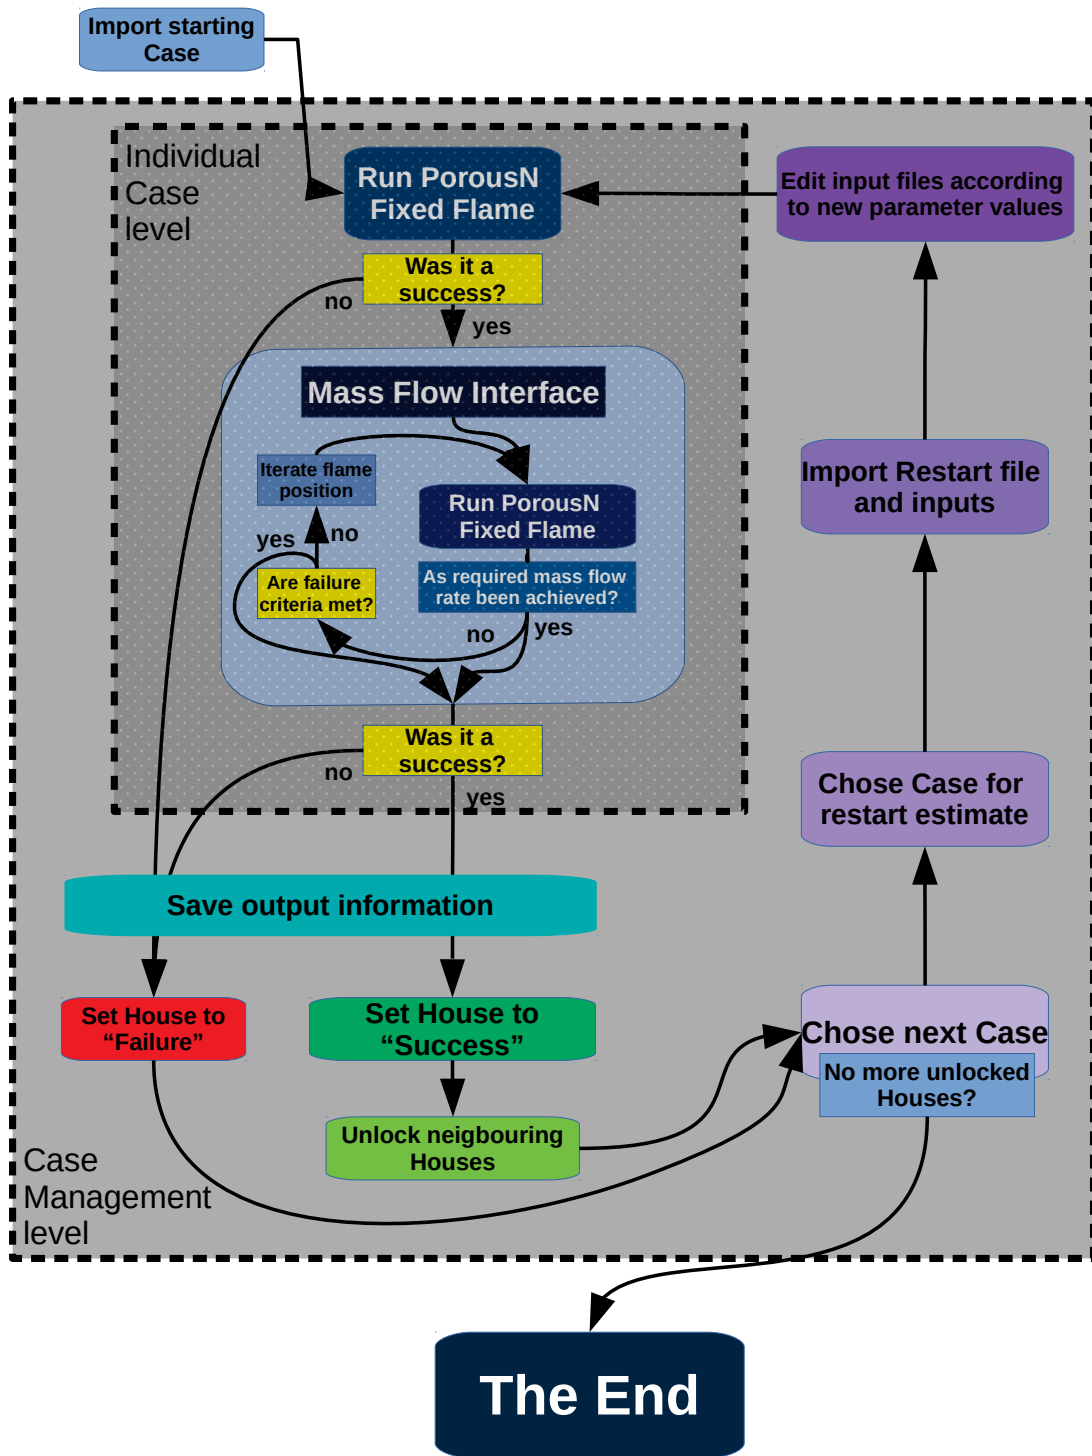 Import starting
Case
Individual
Case
level
Run PorousN
Fixed Flame
Edit input files according
to new parameter values
Was it a
success?
no
yes
Mass Flow Interface
Iterate flame
position
Run PorousN
Fixed Flame
Import Restart file
and inputs
yes
no
Are failure
criteria met?
As required mass flow
rate been achieved?
no
yes
Was it a
success?
no
yes
Chose Case for
restart estimate
Save output information
Set House to
“Failure”
Set House to
“Success”
Chose next Case
No more unlocked
Houses?
Unlock neigbouring
Houses
Case
Management
level
The End